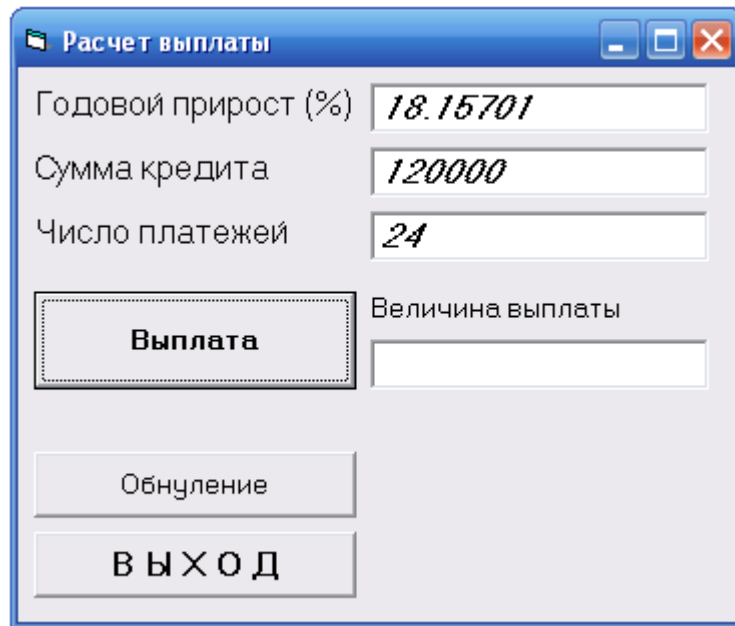 Расчет выплаты
Годовой прирост (%) 18.15701
Сумма кредита 120000
Число платежей 24
Выплата
Величина выплаты
Обнуление
В Ы Х О Д